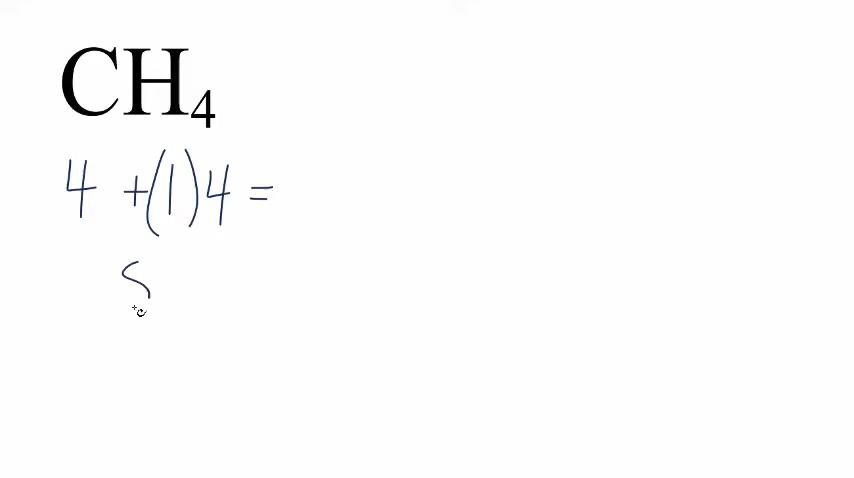 CH₄
4 +(1)4 =